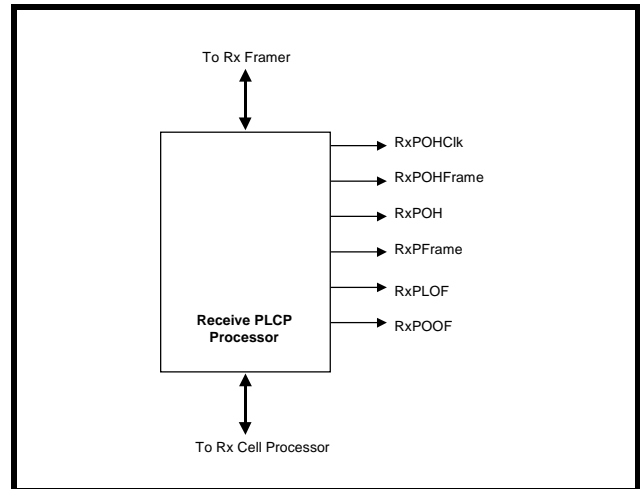 To Rx Framer
RxPOHClk
RxPOHFrame
RxPOH
RxPFrame
RxPLOF
RxPOOF
Receive PLCP
Processor
To Rx Cell Processor